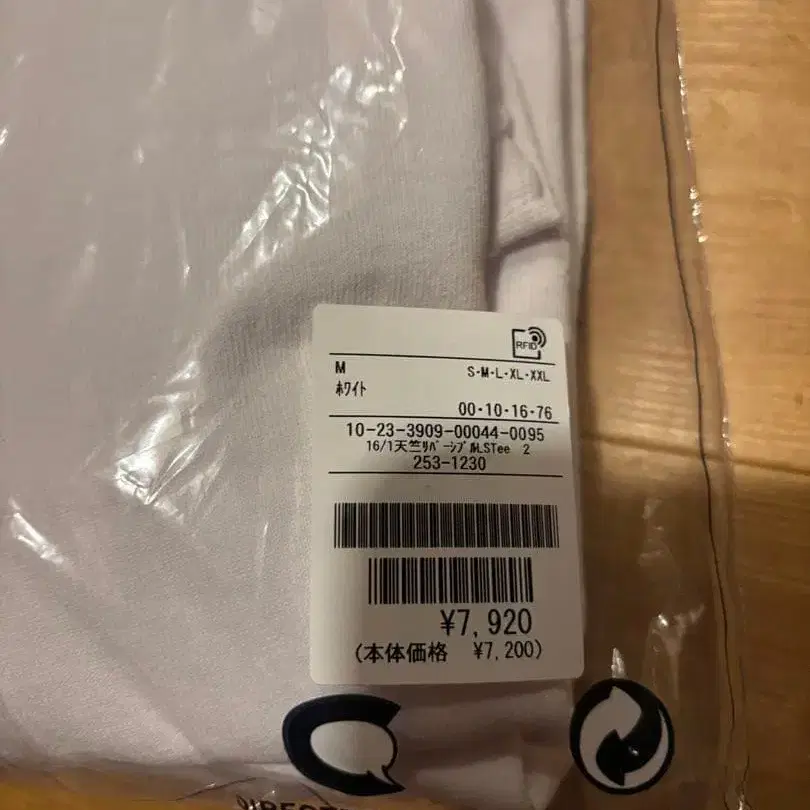 RFID
M S・M・L・XL・XXL
ﾎﾜｲﾄ
00・10・16・76
10-23-3909-00044-0095
16/1天竺ﾘﾊﾞｰｼﾌﾞﾙLSTee 2
253-1230
¥7,920
(本体価格 ¥7,200)